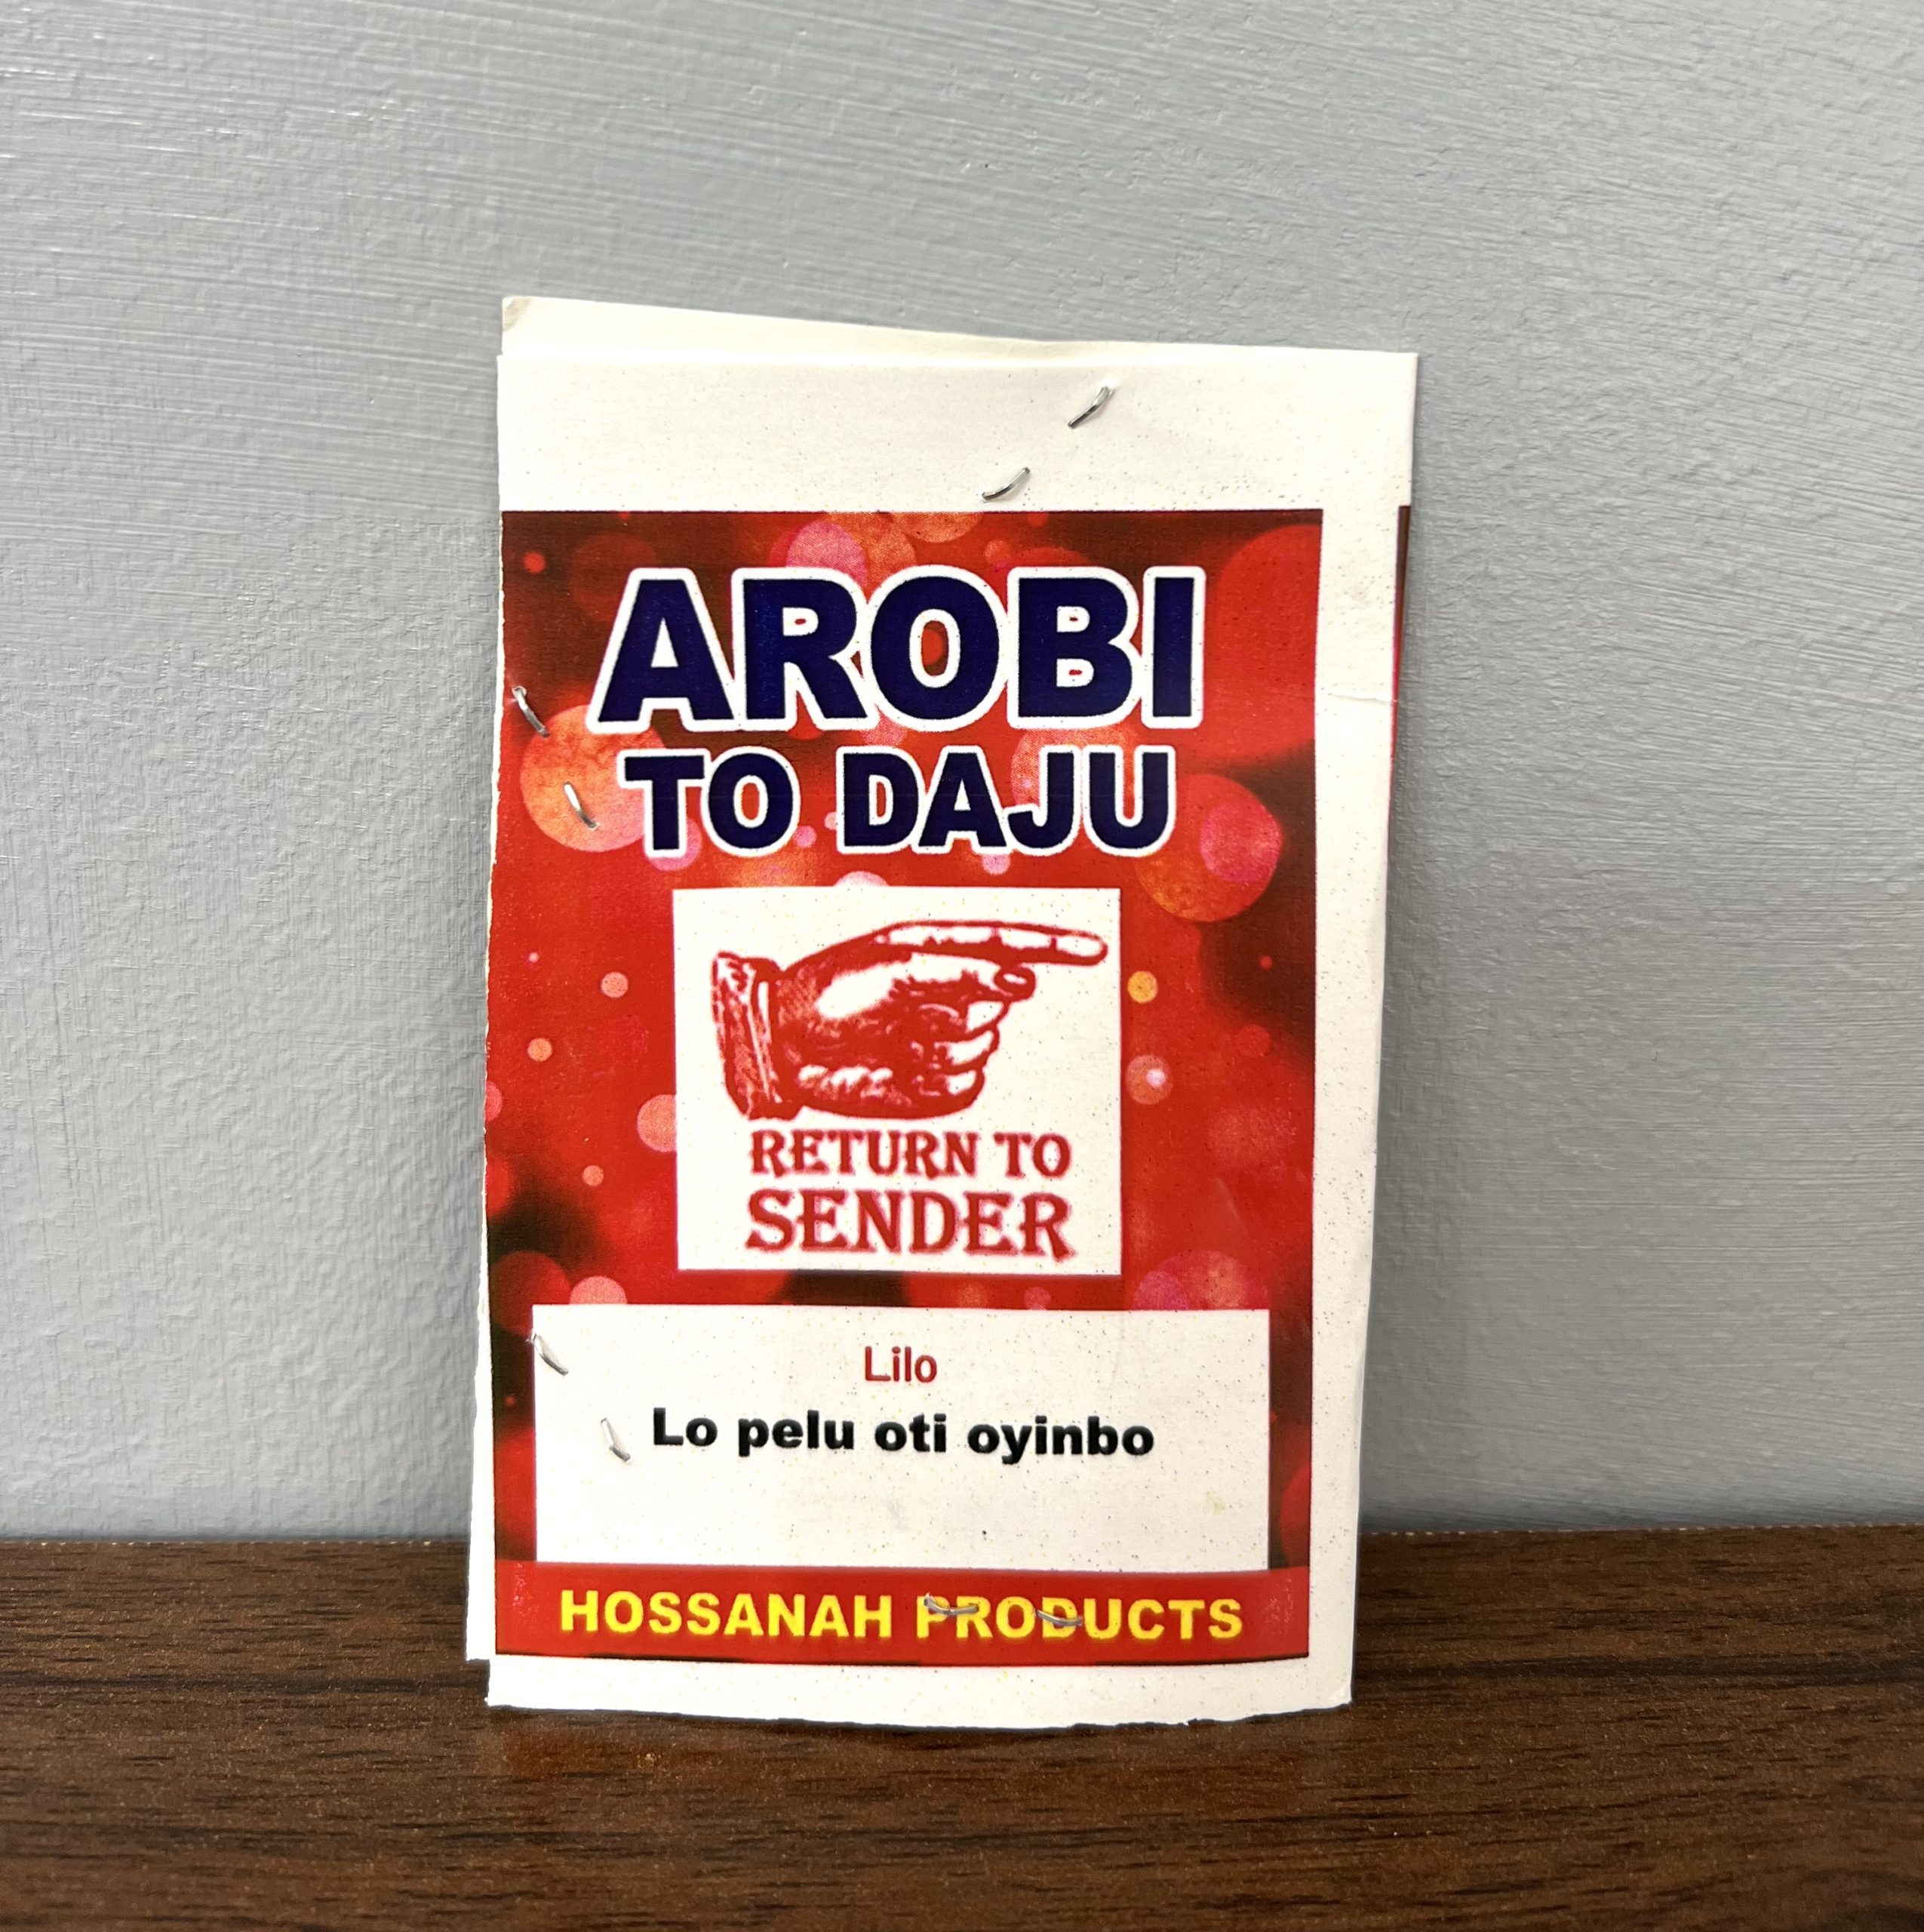 AROBI
TO DAJU
RETURN TO
SENDER
Lilo
Lo pelu oti oyinbo
HOSSANAH PRODUCTS